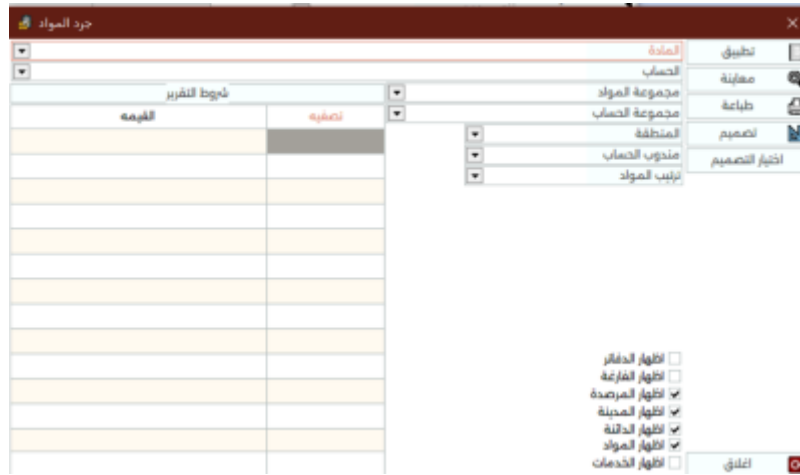 جرد المواد
تطبيق
معاينة
طباعة
تصميم
اختيار التصميم
المادة
الحساب
مجموعة المواد
مجموعة الحساب
المنطقة
مندوب الحساب
ترتيب المواد
شروط التقرير
تصفيه القيمه
اظهار الدفاتر
اظهار الفارغة
اظهار المرصدة
اظهار المدينة
اظهار الدائنة
اظهار المواد
اظهار الخدمات
اغلاق